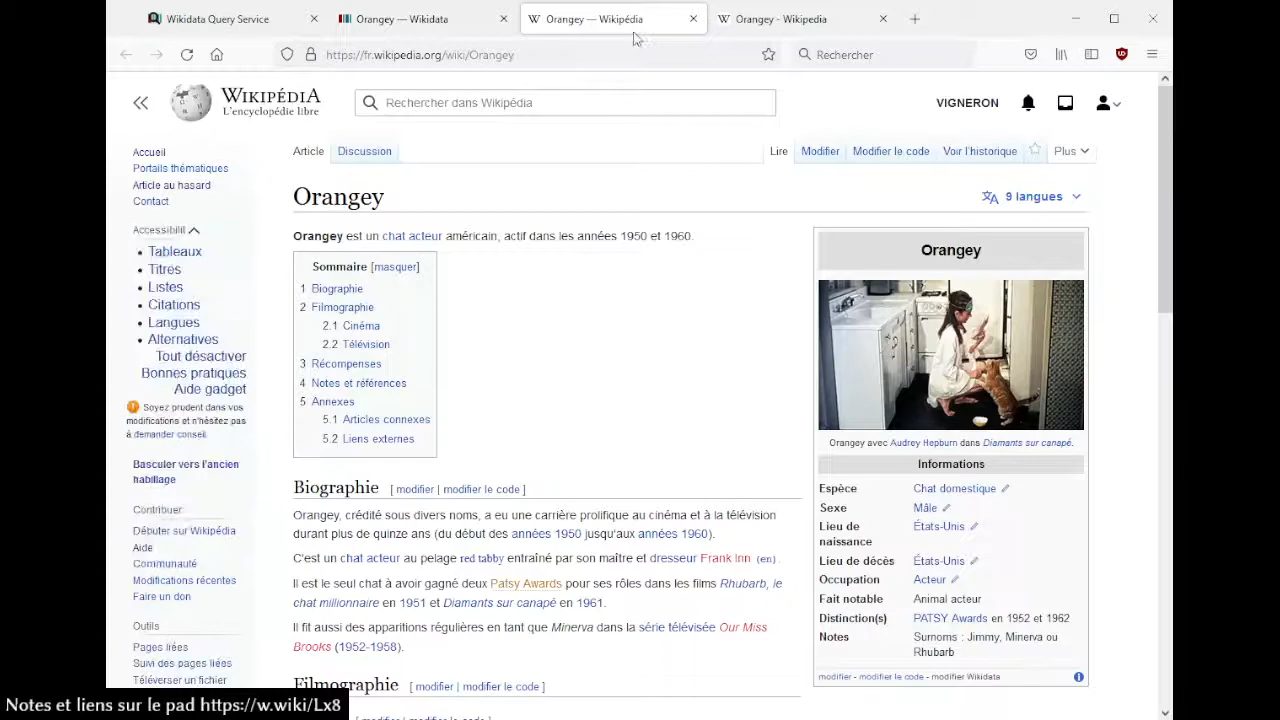 Wikidata Query Service
Orangey — Wikidata
Orangey — Wikipédia
Orangey - Wikipedia
https://fr.wikipedia.org/wiki/Orangey
Rechercher
WIKIPÉDIA
L'encyclopédie libre
Rechercher dans Wikipédia
VIGNERON
Accueil
Portails thématiques
Article au hasard
Contact
Accessibili
Tableaux
Titres
Listes
Citations
Langues
Alternatives
Tout désactiver
Bonnes pratiques
Aide gadget
Soyez prudent dans vos
modifications et n'hésitez pas
à demander conseil.
Basculer vers l'ancien
habillage
Contribuer
Débuter sur Wikipédia
Aide
Communauté
Modifications récentes
Faire un don
Outils
Pages liées
Suivi des pages liées
Téléverser un fichier
Article Discussion Lire Modifier Modifier le code Voir l'historique Plus
Orangey
9 langues
Orangey est un chat acteur américain, actif dans les années 1950 et 1960.
Sommaire [masquer]
1 Biographie
2 Filmographie
2.1 Cinéma
2.2 Télévision
3 Récompenses
4 Notes et références
5 Annexes
5.1 Articles connexes
5.2 Liens externes
Biographie [ modifier | modifier le code ]
Orangey, crédité sous divers noms, a eu une carrière prolifique au cinéma et à la télévision
durant plus de quinze ans (du début des années 1950 jusqu'aux années 1960).
C'est un chat acteur au pelage red tabby entraîné par son maître et dresseur Frank Inn (en).
Il est le seul chat à avoir gagné deux Patsy Awards pour ses rôles dans les films Rhubarb, le
chat millionnaire en 1951 et Diamants sur canapé en 1961.
Il fit aussi des apparitions régulières en tant que Minerva dans la série télévisée Our Miss
Brooks (1952-1958).
Filmographie [ modifier | modifier le code ]
Orangey
Orangey avec Audrey Hepburn dans Diamants sur canapé.
Informations
Espèce Chat domestique
Sexe Mâle
Lieu de naissance États-Unis
Lieu de décès États-Unis
Occupation Acteur
Fait notable Animal acteur
Distinction(s) PATSY Awards en 1952 et 1962
Notes Surnoms : Jimmy, Minerva ou
Rhubarb
modifier - modifier le code - modifier Wikidata
Notes et liens sur le pad https://w.wiki/Lx8